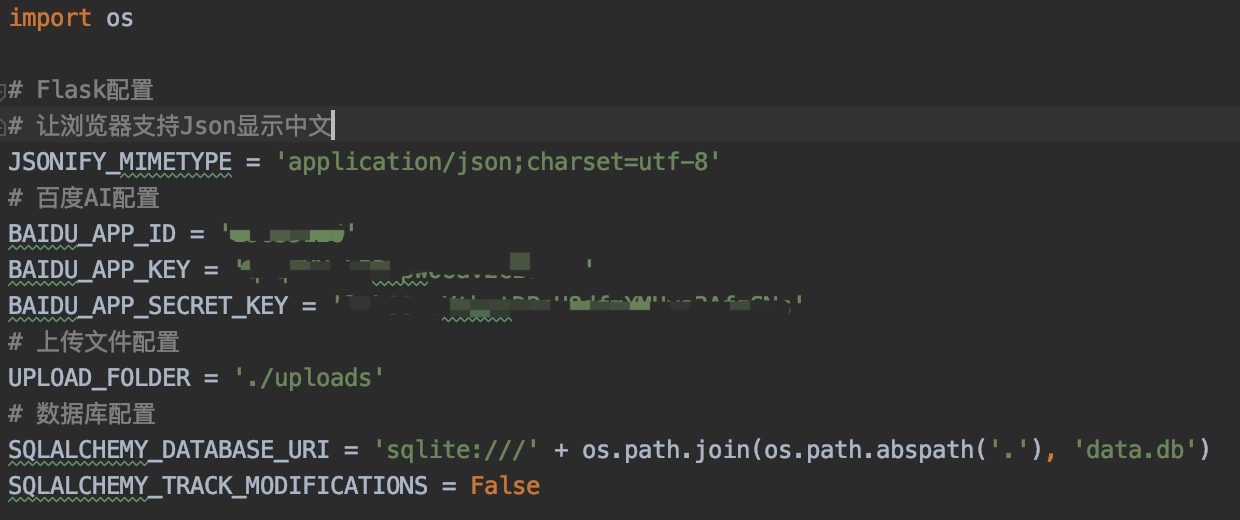 import os
# Flask配置
# 让浏览器支持Json显示中文
JSONIFY_MIMETYPE = 'application/json;charset=utf-8'
# 百度AI配置
BAIDU_APP_ID = '
BAIDU_APP_KEY = '
BAIDU_APP_SECRET_KEY = '
# 上传文件配置
UPLOAD_FOLDER = './uploads'
# 数据库配置
SQLALCHEMY_DATABASE_URI = 'sqlite:///' + os.path.join(os.path.abspath('.'), 'data.db')
SQLALCHEMY_TRACK_MODIFICATIONS = False